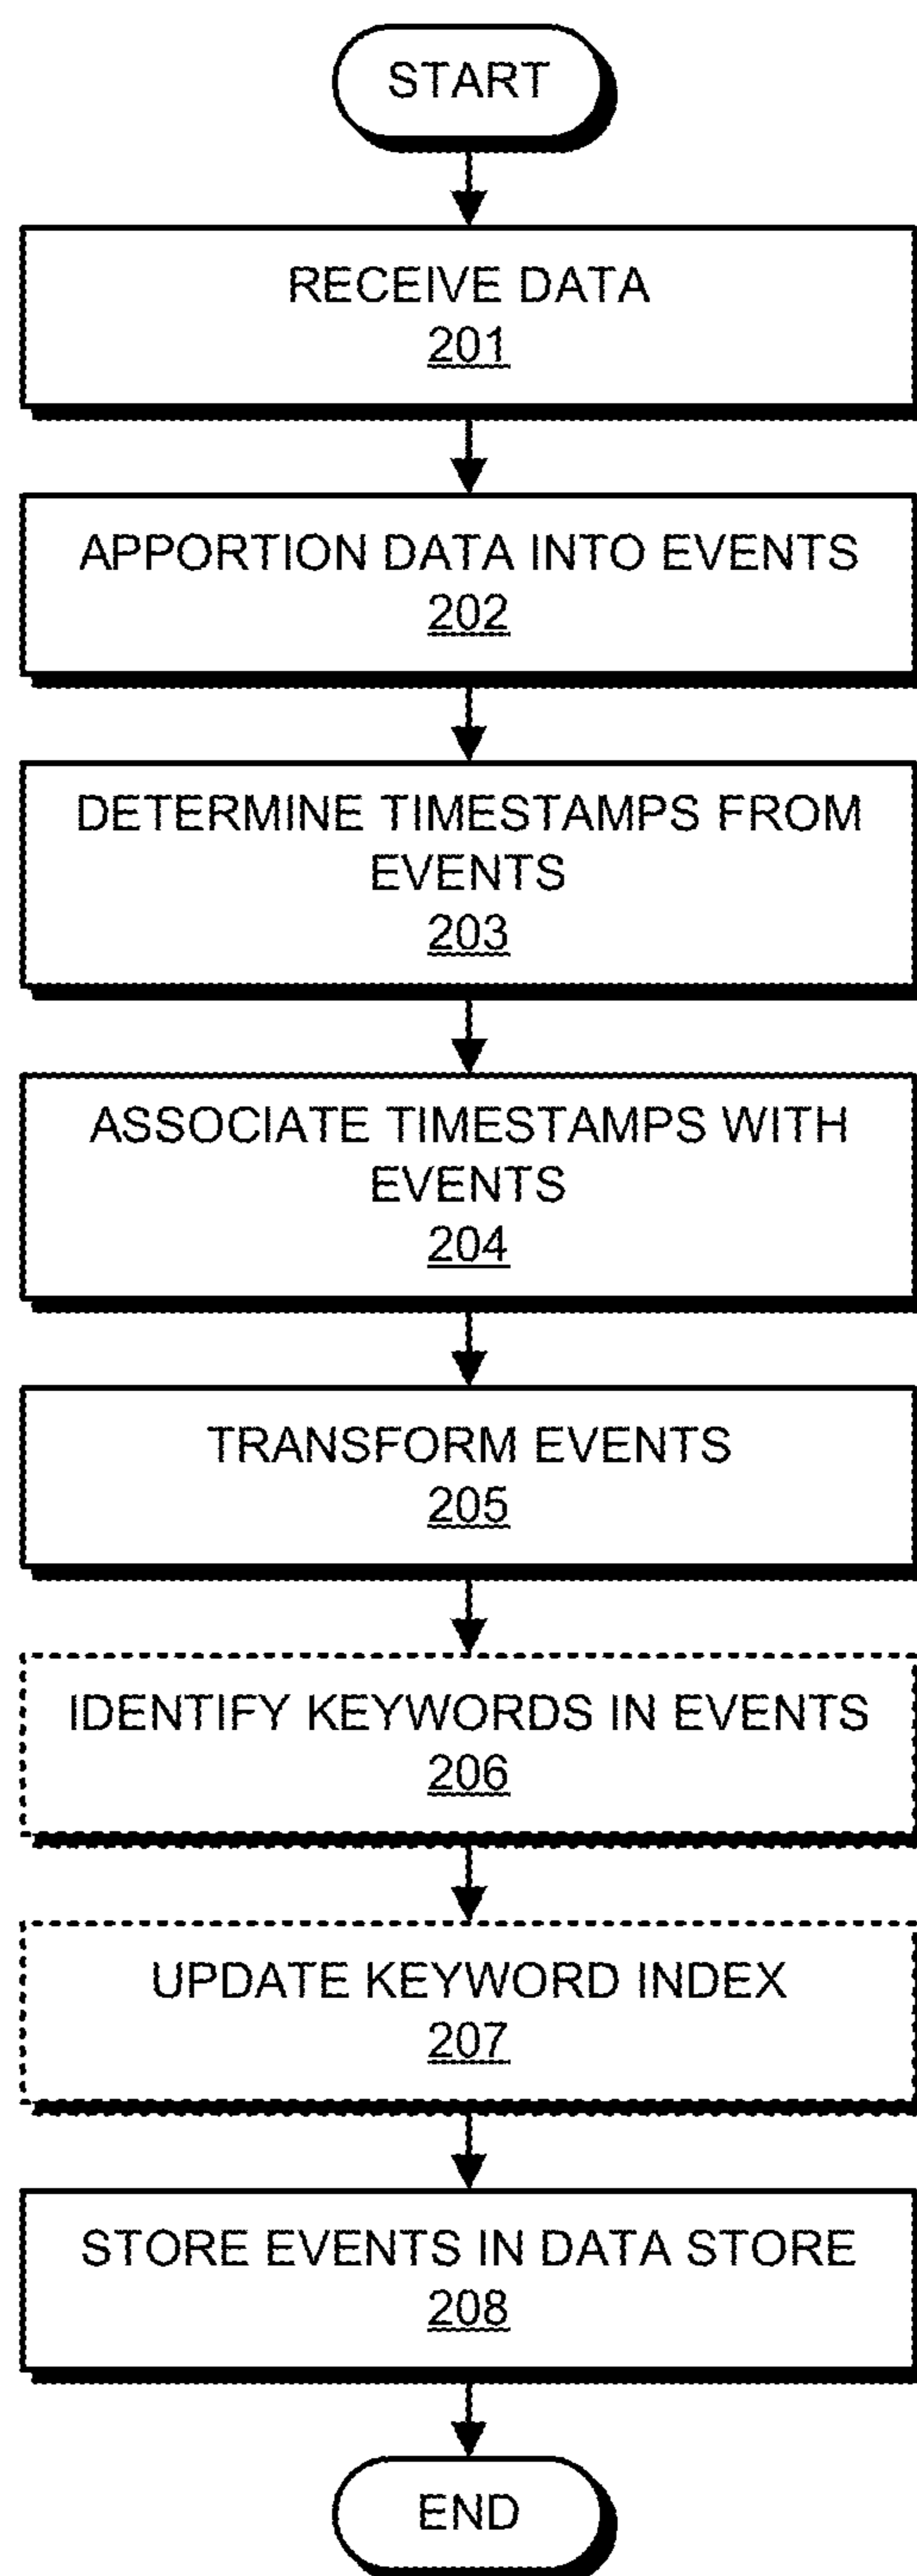 START
RECEIVE DATA
201
APPORTION DATA INTO EVENTS
202
DETERMINE TIMESTAMPS FROM
EVENTS
203
ASSOCIATE TIMESTAMPS WITH
EVENTS
204
TRANSFORM EVENTS
205
IDENTIFY KEYWORDS IN EVENTS
206
UPDATE KEYWORD INDEX
207
STORE EVENTS IN DATA STORE
208
END